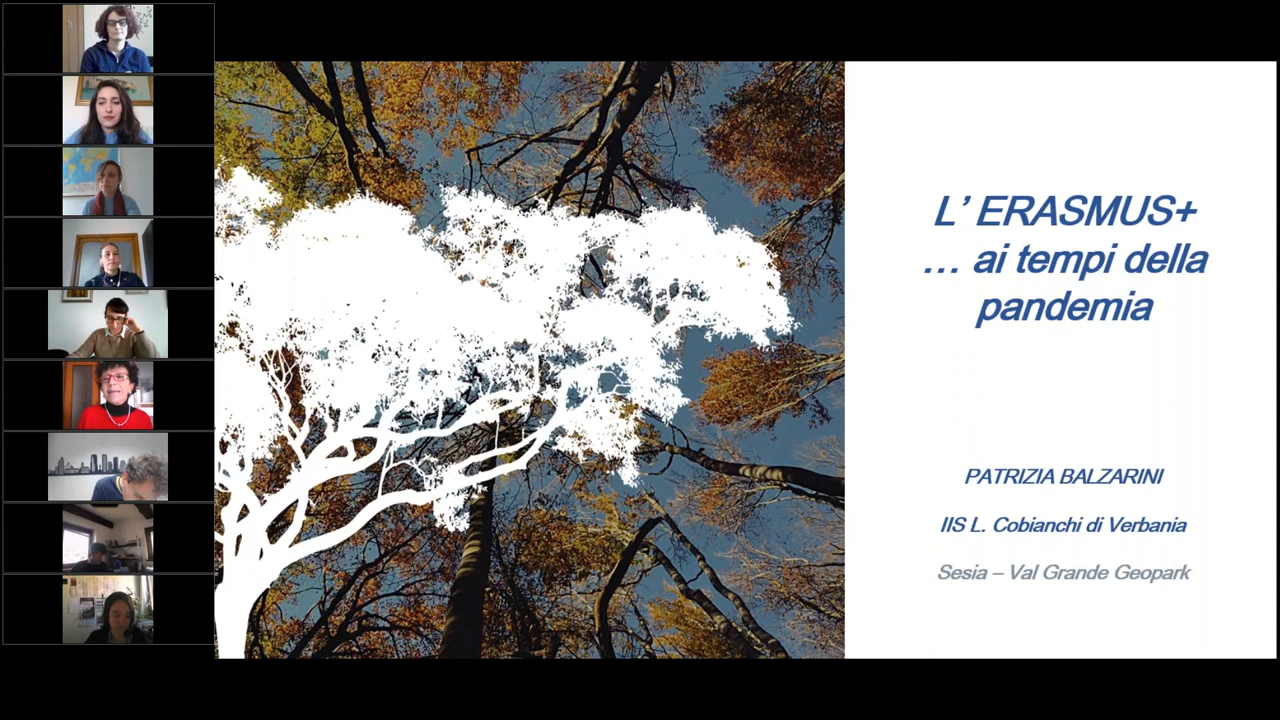 L’ ERASMUS+
… ai tempi della
pandemia
PATRIZIA BALZARINI
IIS L. Cobianchi di Verbania
Sesia – Val Grande Geopark